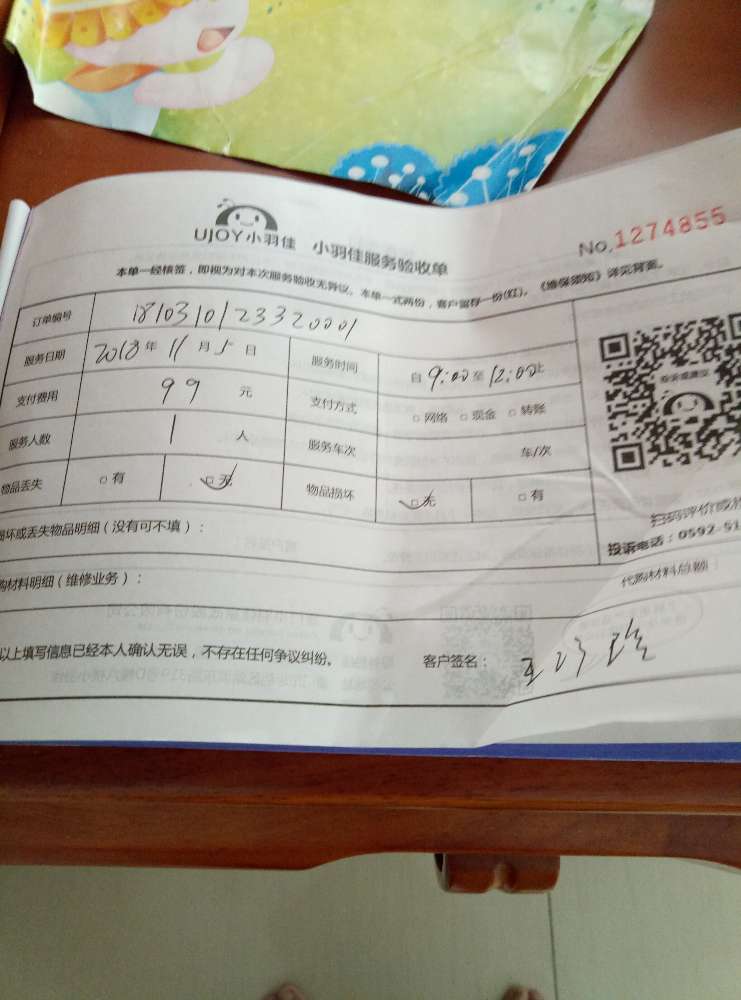 UJOY小羽佳 小羽佳服务验收单 No.1274855
本单一经核签，即视为对本次服务验收无异议。本单一式两份，客户留存一份(红)。《维保须知》详见背面。
订单编号 1810310123320001
服务日期 2018年11月5日 服务时间 自9:00至12:00止
支付费用 99元 支付方式 □网络 □现金 □转账
服务人数 1人 服务车次 车/次
物品丢失 □有 □无 物品损坏 □无 □有
坏或丢失物品明细（没有可不填）：
扫码评价或
投诉电话：0592-51
购材料明细（维修业务）： 代购材料总额：
以上填写信息已经本人确认无误，不存在任何争议纠纷。 客户签名：